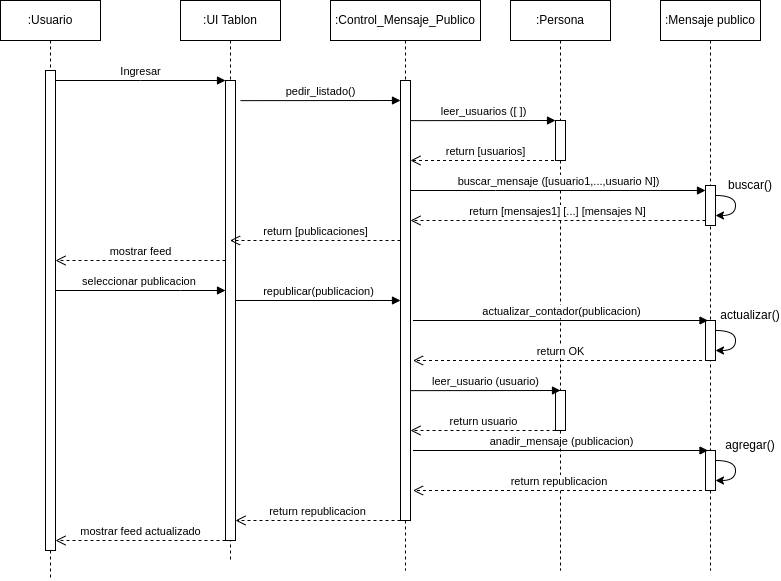 :Usuario
:UI Tablon
:Control_Mensaje_Publico
:Persona
:Mensaje publico
Ingresar
pedir_listado()
leer_usuarios ([ ])
return [usuarios]
buscar_mensaje ([usuario1,...,usuario N])
buscar()
return [mensajes1] [...] [mensajes N]
return [publicaciones]
mostrar feed
seleccionar publicacion
republicar(publicacion)
actualizar_contador(publicacion)
actualizar()
return OK
leer_usuario (usuario)
return usuario
anadir_mensaje (publicacion)
agregar()
return republicacion
return republicacion
mostrar feed actualizado